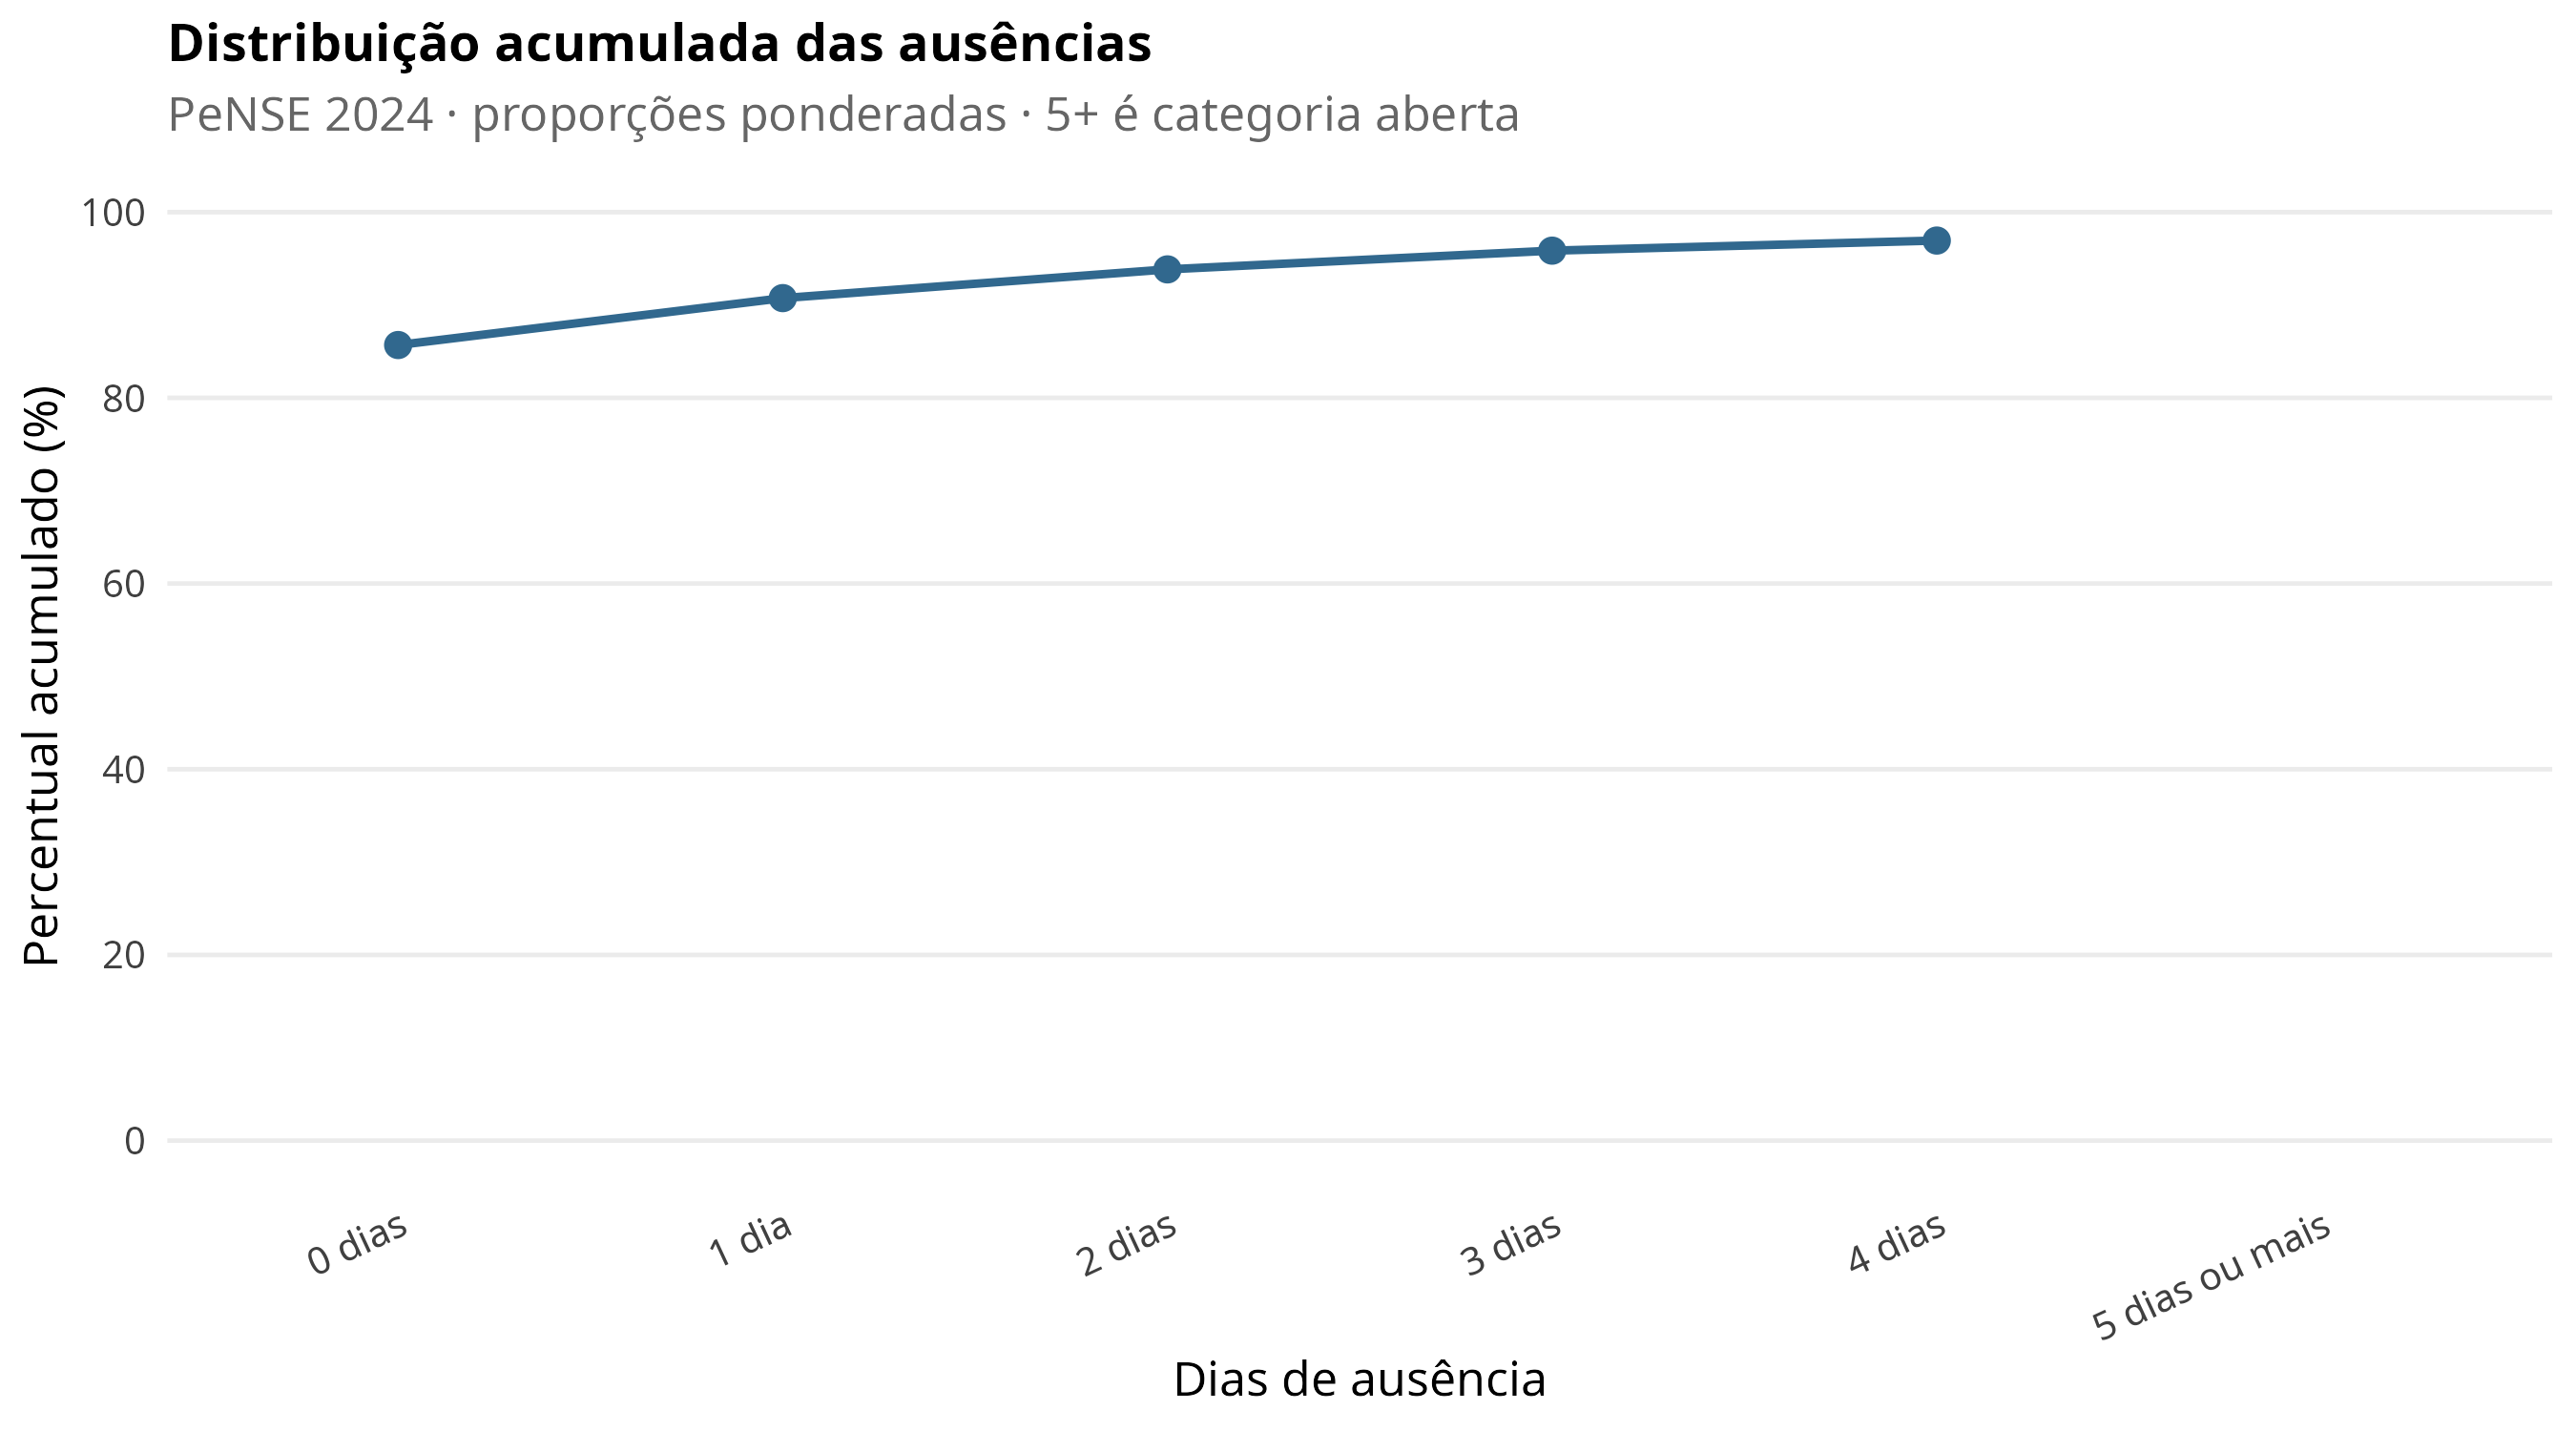 Distribuição acumulada das ausências
PeNSE 2024 · proporções ponderadas · 5+ é categoria aberta
Percentual acumulado (%)
100
80
60
40
20
0
0 dias
1 dia
2 dias
3 dias
4 dias
5 dias ou mais
Dias de ausência